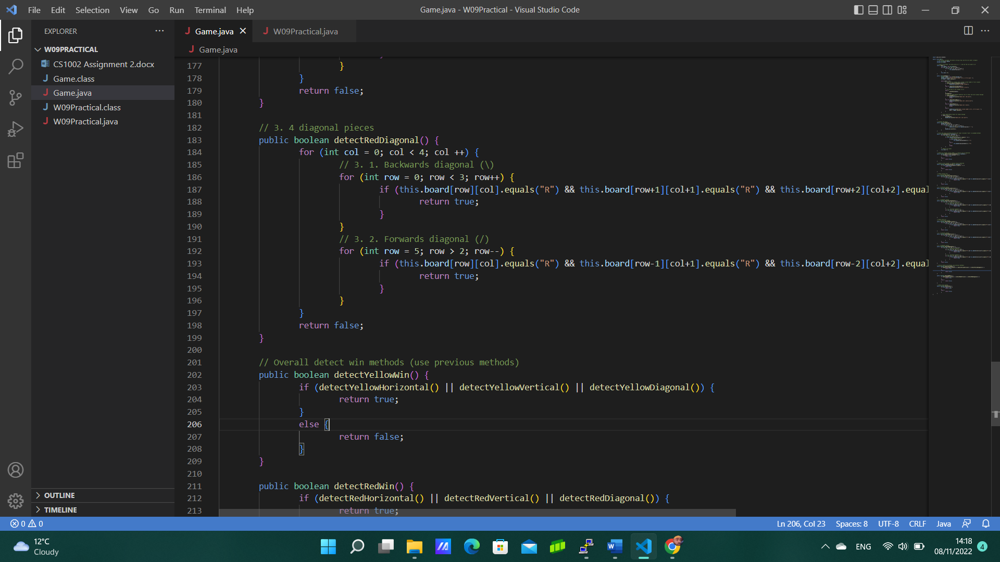 File Edit Selection View Go Run Terminal Help
Game.java - W09Practical - Visual Studio Code
EXPLORER
W09PRACTICAL
CS1002 Assignment 2.docx
Game.class
Game.java
W09Practical.class
W09Practical.java
OUTLINE
TIMELINE
Game.java W09Practical.java
Game.java
177 }
178 }
179 return false;
180 }
181
182 // 3. 4 diagonal pieces
183 public boolean detectRedDiagonal() {
184 for (int col = 0; col < 4; col ++) {
185 // 3. 1. Backwards diagonal (\)
186 for (int row = 0; row < 3; row++) {
187 if (this.board[row][col].equals("R") && this.board[row+1][col+1].equals("R") && this.board[row+2][col+2].equal
188 return true;
189 }
190 }
191 // 3. 2. Forwards diagonal (/)
192 for (int row = 5; row > 2; row--) {
193 if (this.board[row][col].equals("R") && this.board[row-1][col+1].equals("R") && this.board[row-2][col+2].equal
194 return true;
195 }
196 }
197 }
198 return false;
199 }
200
201 // Overall detect win methods (use previous methods)
202 public boolean detectYellowWin() {
203 if (detectYellowHorizontal() || detectYellowVertical() || detectYellowDiagonal()) {
204 return true;
205 }
206 else {
207 return false;
208 }
209 }
210
211 public boolean detectRedWin() {
212 if (detectRedHorizontal() || detectRedVertical() || detectRedDiagonal()) {
213 return true;
0 0
Ln 206, Col 23 Spaces: 8 UTF-8 CRLF Java
12°C
Cloudy
ENG
14:18
08/11/2022
4